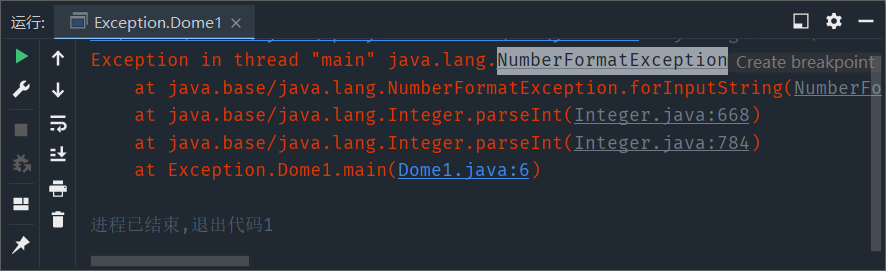 运行: Exception.Dome1
Exception in thread "main" java.lang.NumberFormatException Create breakpoint
at java.base/java.lang.NumberFormatException.forInputString(NumberFo
at java.base/java.lang.Integer.parseInt(Integer.java:668)
at java.base/java.lang.Integer.parseInt(Integer.java:784)
at Exception.Dome1.main(Dome1.java:6)
进程已结束,退出代码1